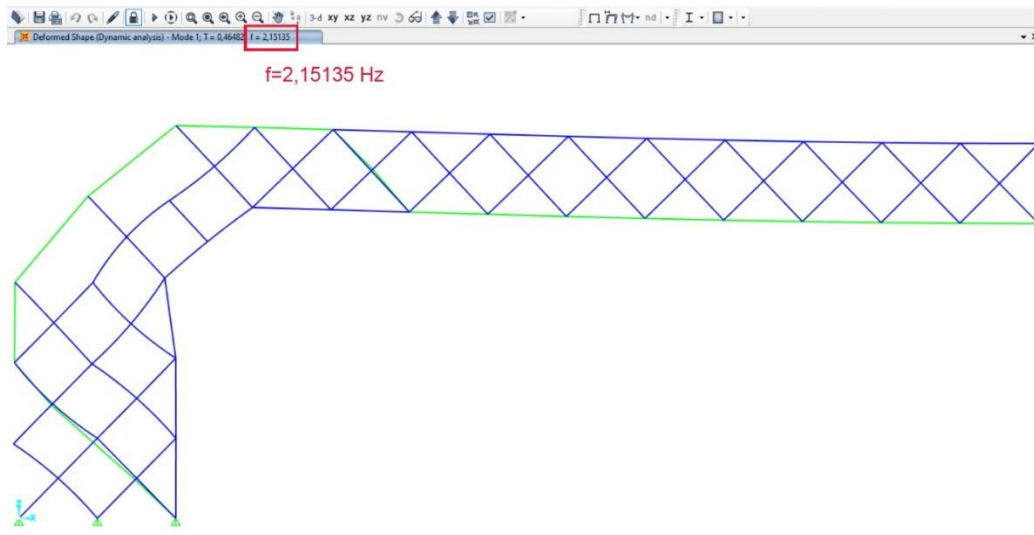 3-d xy xz yz nv
nd
Deformed Shape (Dynamic analysis) - Mode 1; T = 0,46482; f = 2,15135
f=2,15135 Hz
Z
X